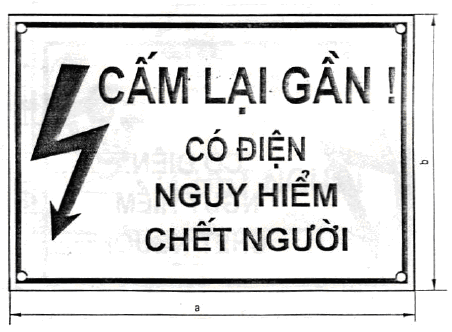 CẤM LẠI GẦN !
CÓ ĐIỆN
NGUY HIỂM
CHẾT NGƯỜI
b
a